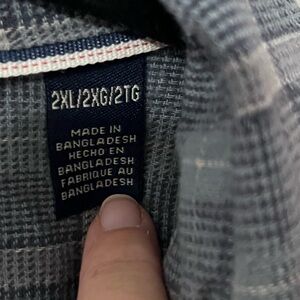 2XL/2XG/2TG
MADE IN
BANGLADESH
HECHO EN
BANGLADESH
FABRIQUE AU
BANGLADESH